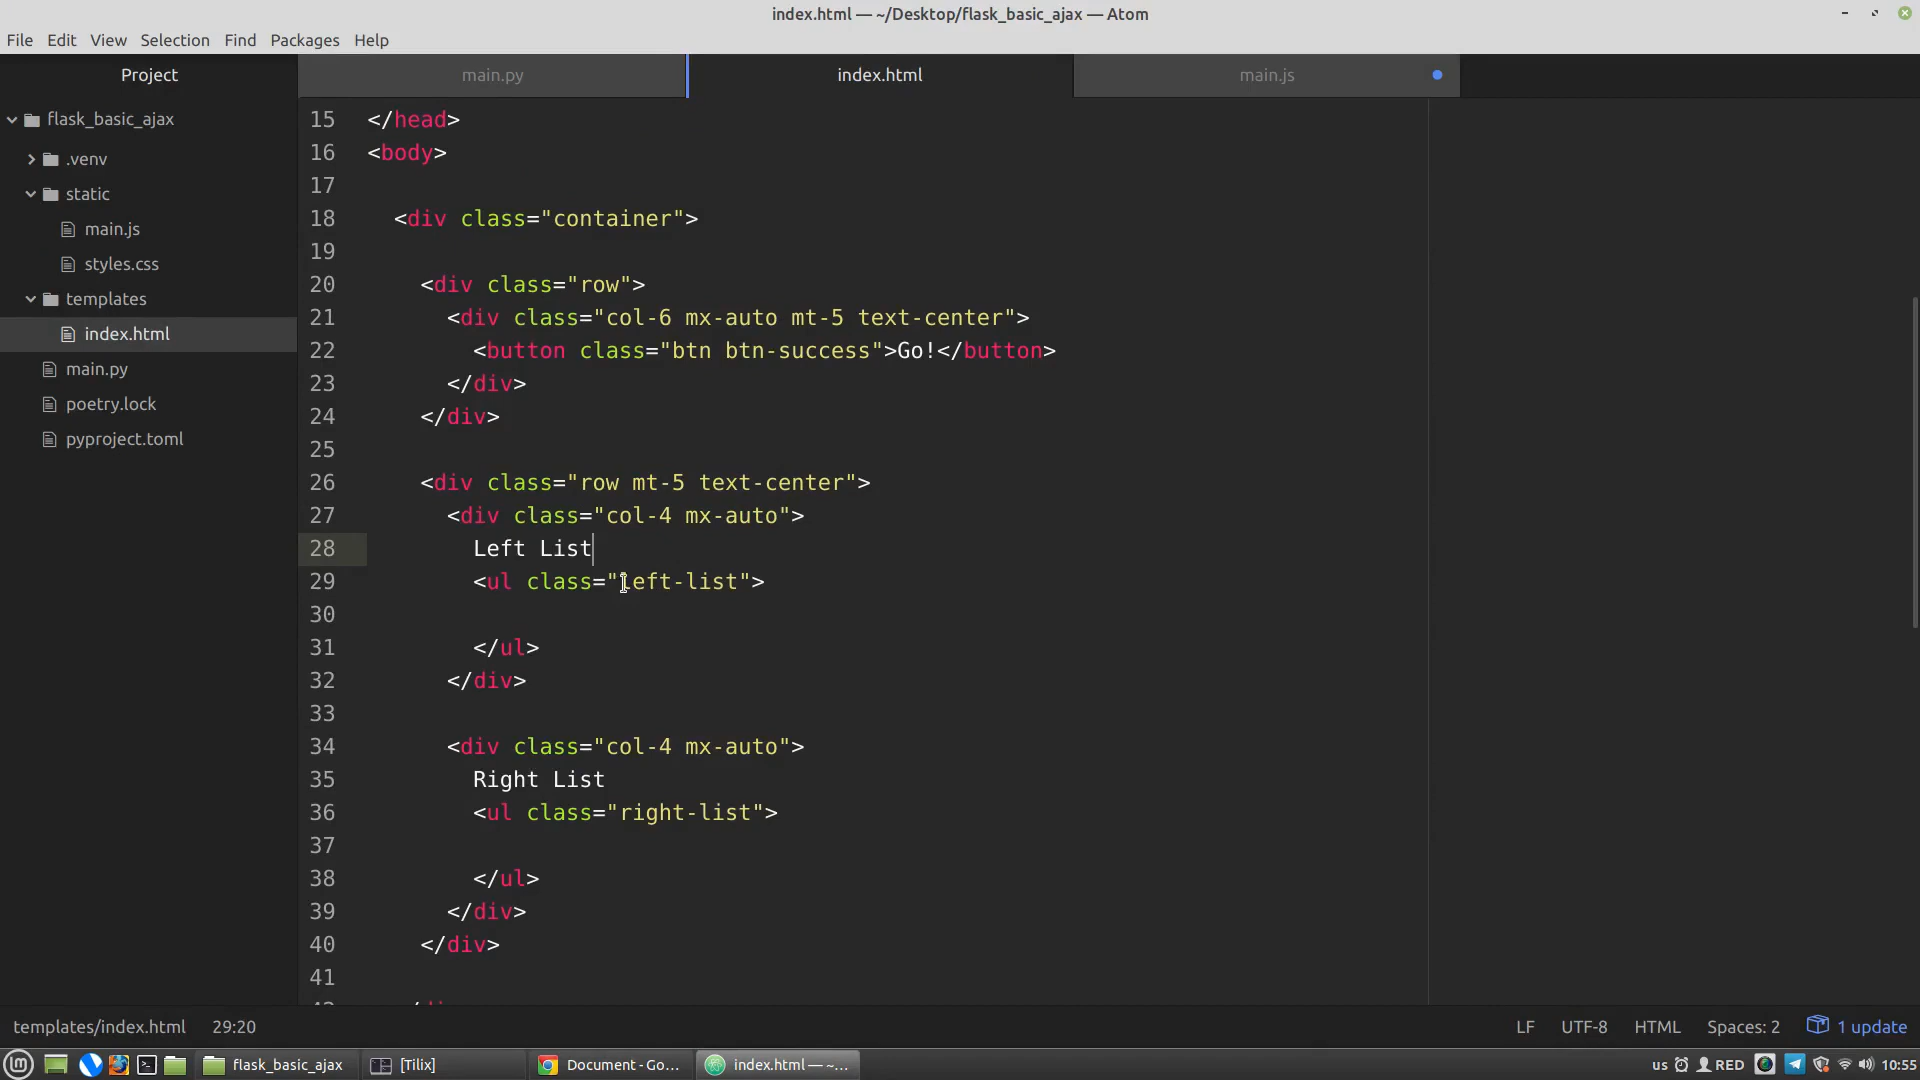 index.html — ~/Desktop/flask_basic_ajax — Atom
File Edit View Selection Find Packages Help
Project
main.py
index.html
main.js
flask_basic_ajax
.venv
static
main.js
styles.css
templates
index.html
main.py
poetry.lock
pyproject.toml
15 </head>
16 <body>
17
18 <div class="container">
19
20 <div class="row">
21 <div class="col-6 mx-auto mt-5 text-center">
22 <button class="btn btn-success">Go!</button>
23 </div>
24 </div>
25
26 <div class="row mt-5 text-center">
27 <div class="col-4 mx-auto">
28 Left List
29 <ul class="left-list">
30
31 </ul>
32 </div>
33
34 <div class="col-4 mx-auto">
35 Right List
36 <ul class="right-list">
37
38 </ul>
39 </div>
40 </div>
41
templates/index.html 29:20
LF UTF-8 HTML Spaces: 2 1 update
flask_basic_ajax
[Tilix]
Document - Go...
index.html — ~...
us RED 10:55